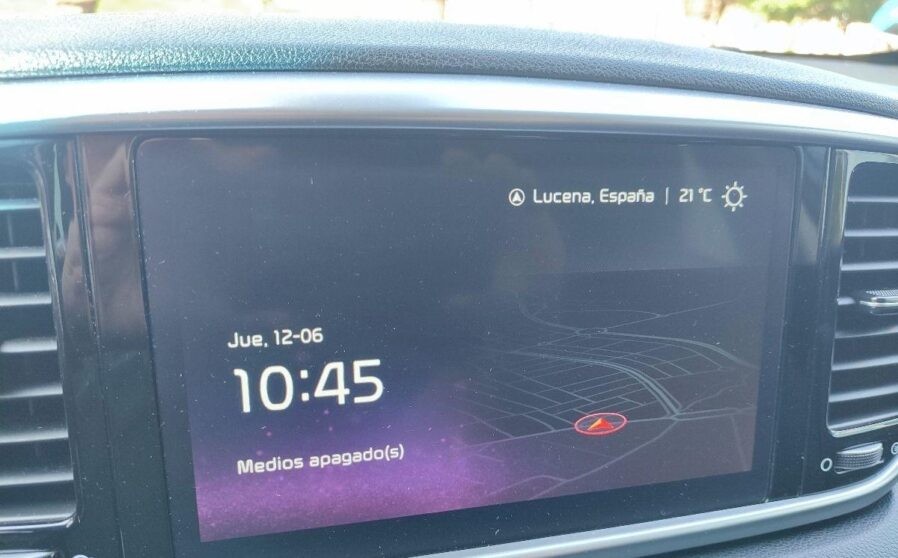 Lucena, España | 21 °C
Jue, 12-06
10:45
Medios apagado(s)